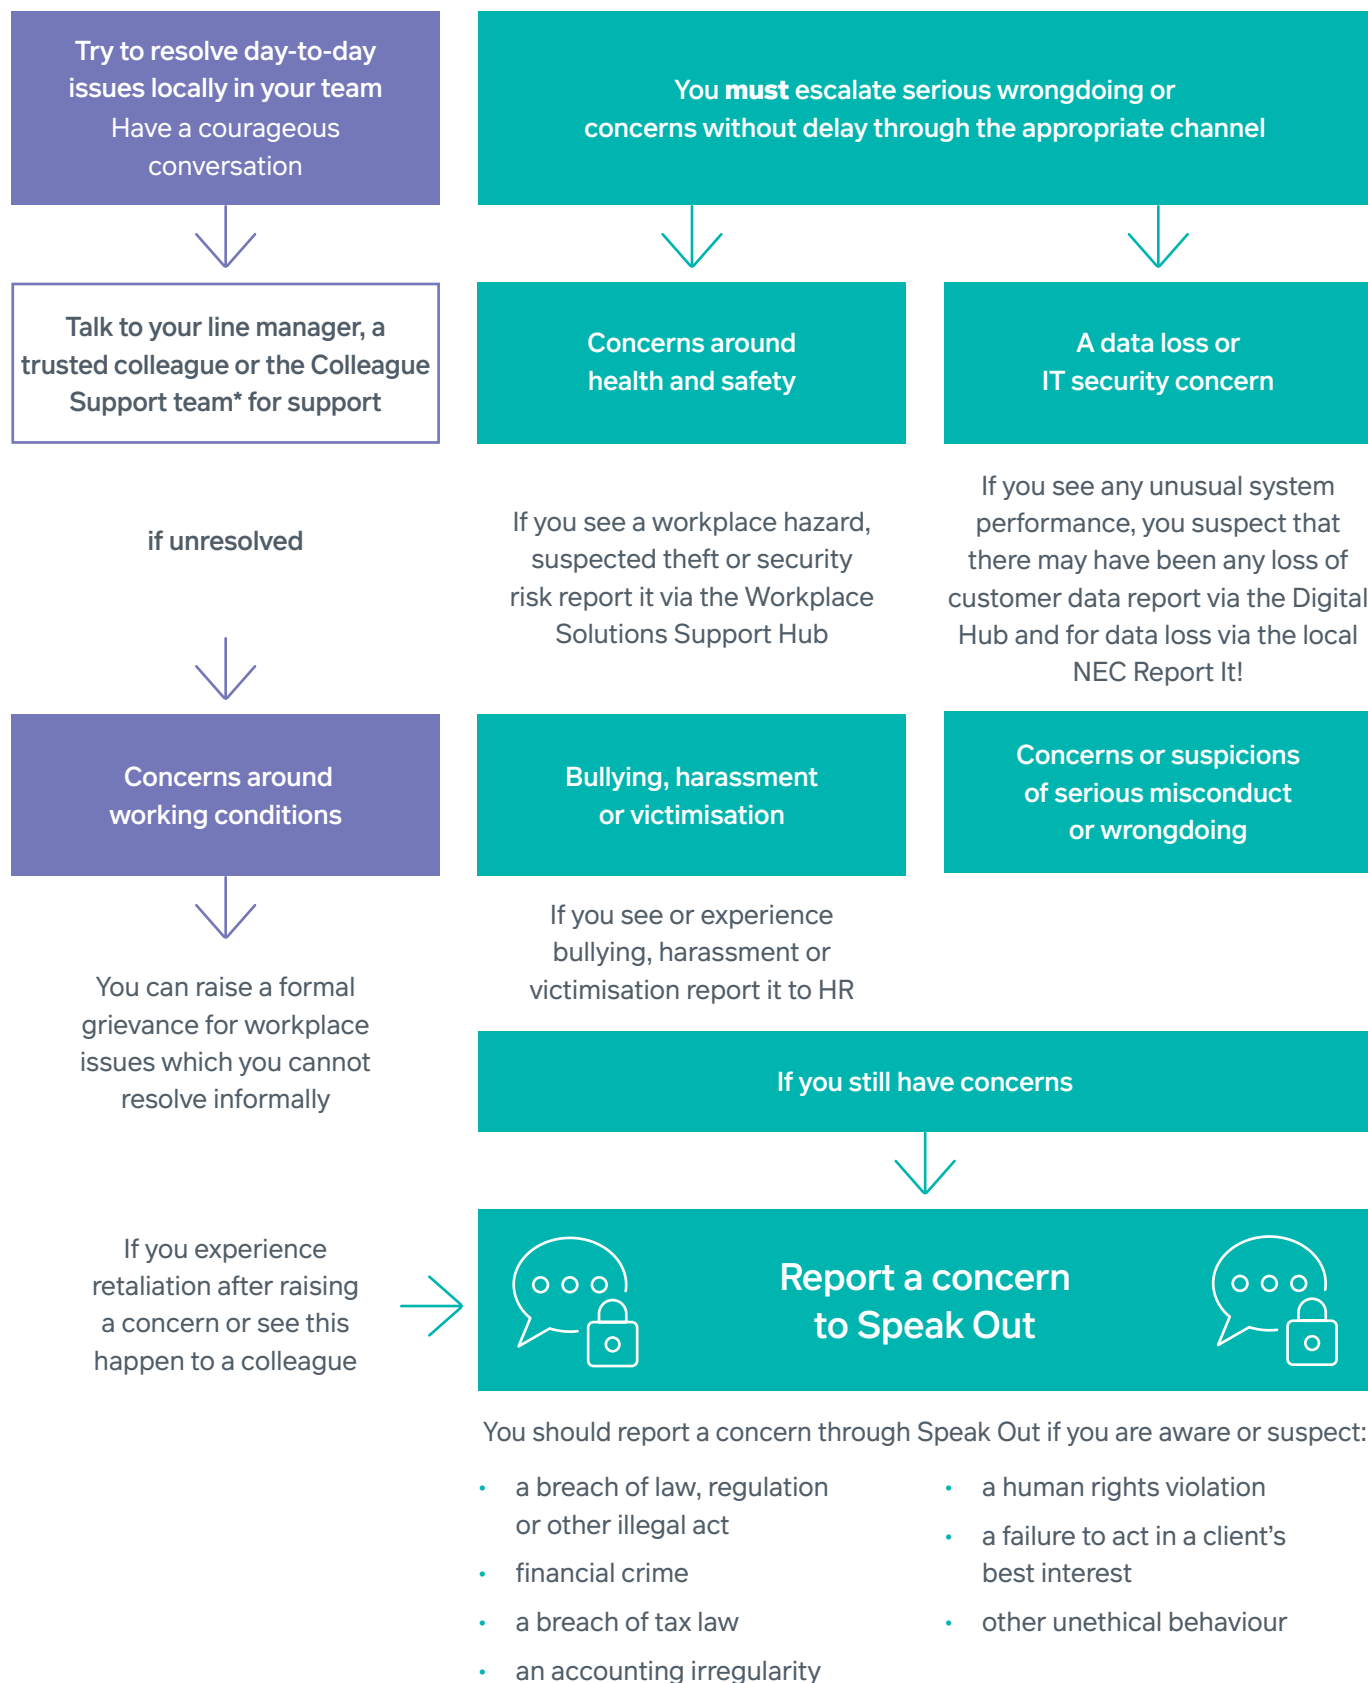 Try to resolve day-to-day
issues locally in your team
Have a courageous
conversation
You must escalate serious wrongdoing or
concerns without delay through the appropriate channel
Talk to your line manager, a
trusted colleague or the Colleague
Support team* for support
Concerns around
health and safety
A data loss or
IT security concern
if unresolved
If you see a workplace hazard,
suspected theft or security
risk report it via the Workplace
Solutions Support Hub
If you see any unusual system
performance, you suspect that
there may have been any loss of
customer data report via the Digital
Hub and for data loss via the local
NEC Report It!
Concerns around
working conditions
Bullying, harassment
or victimisation
Concerns or suspicions
of serious misconduct
or wrongdoing
You can raise a formal
grievance for workplace
issues which you cannot
resolve informally
If you see or experience
bullying, harassment or
victimisation report it to HR
If you still have concerns
If you experience
retaliation after raising
a concern or see this
happen to a colleague
Report a concern
to Speak Out
You should report a concern through Speak Out if you are aware or suspect:
• a breach of law, regulation
or other illegal act
• financial crime
• a breach of tax law
• an accounting irregularity
• a human rights violation
• a failure to act in a client's
best interest
• other unethical behaviour